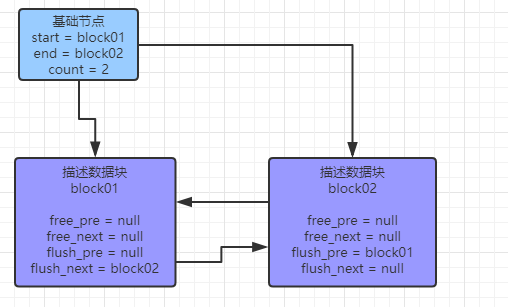 基础节点
start = block01
end = block02
count = 2
描述数据块
block01
free_pre = null
free_next = null
flush_pre = null
flush_next = block02
描述数据块
block02
free_pre = null
free_next = null
flush_pre = block01
flush_next = null